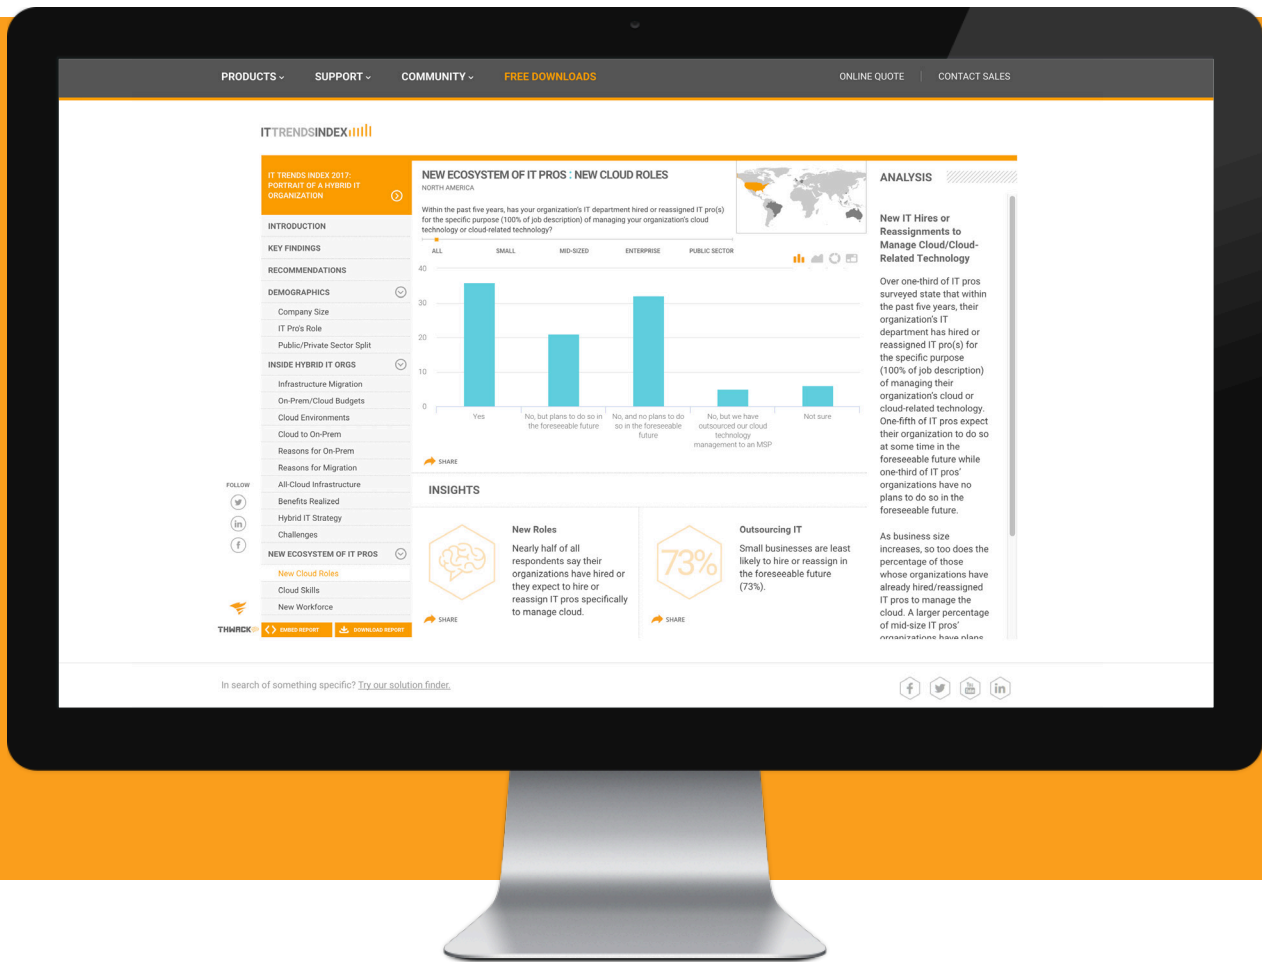 PRODUCTS SUPPORT COMMUNITY FREE DOWNLOADS ONLINE QUOTE CONTACT SALES
ITTRENDSINDEX
IT TRENDS INDEX 2017:
PORTRAIT OF A HYBRID IT
ORGANIZATION
INTRODUCTION
KEY FINDINGS
RECOMMENDATIONS
DEMOGRAPHICS
Company Size
IT Pro's Role
Public/Private Sector Split
INSIDE HYBRID IT ORGS
Infrastructure Migration
On-Prem/Cloud Budgets
Cloud Environments
Cloud to On-Prem
Reasons for On-Prem
Reasons for Migration
All-Cloud Infrastructure
Benefits Realized
Hybrid IT Strategy
Challenges
NEW ECOSYSTEM OF IT PROS
New Cloud Roles
Cloud Skills
New Workforce
EMBED REPORT DOWNLOAD REPORT
FOLLOW
THWACK
NEW ECOSYSTEM OF IT PROS : NEW CLOUD ROLES
NORTH AMERICA
Within the past five years, has your organization's IT department hired or reassigned IT pro(s)
for the specific purpose (100% of job description) of managing your organization's cloud
technology or cloud-related technology?
ALL SMALL MID-SIZED ENTERPRISE PUBLIC SECTOR
40
30
20
10
0
Yes
No, but plans to do so in
the foreseeable future
No, and no plans to do
so in the foreseeable
future
No, but we have
outsourced our cloud
technology
management to an MSP
Not sure
SHARE
INSIGHTS
New Roles
Nearly half of all
respondents say their
organizations have hired or
they expect to hire or
reassign IT pros specifically
to manage cloud.
SHARE
73%
Outsourcing IT
Small businesses are least
likely to hire or reassign in
the foreseeable future
(73%).
SHARE
ANALYSIS
New IT Hires or
Reassignments to
Manage Cloud/Cloud-
Related Technology
Over one-third of IT pros
surveyed state that within
the past five years, their
organization's IT
department has hired or
reassigned IT pro(s) for
the specific purpose
(100% of job description)
of managing their
organization's cloud or
cloud-related technology.
One-fifth of IT pros expect
their organization to do so
at some time in the
foreseeable future while
one-third of IT pros'
organizations have no
plans to do so in the
foreseeable future.
As business size
increases, so too does the
percentage of those
whose organizations have
already hired/reassigned
IT pros to manage the
cloud. A larger percentage
of mid-size IT pros'
organizations have plans
In search of something specific? Try our solution finder.